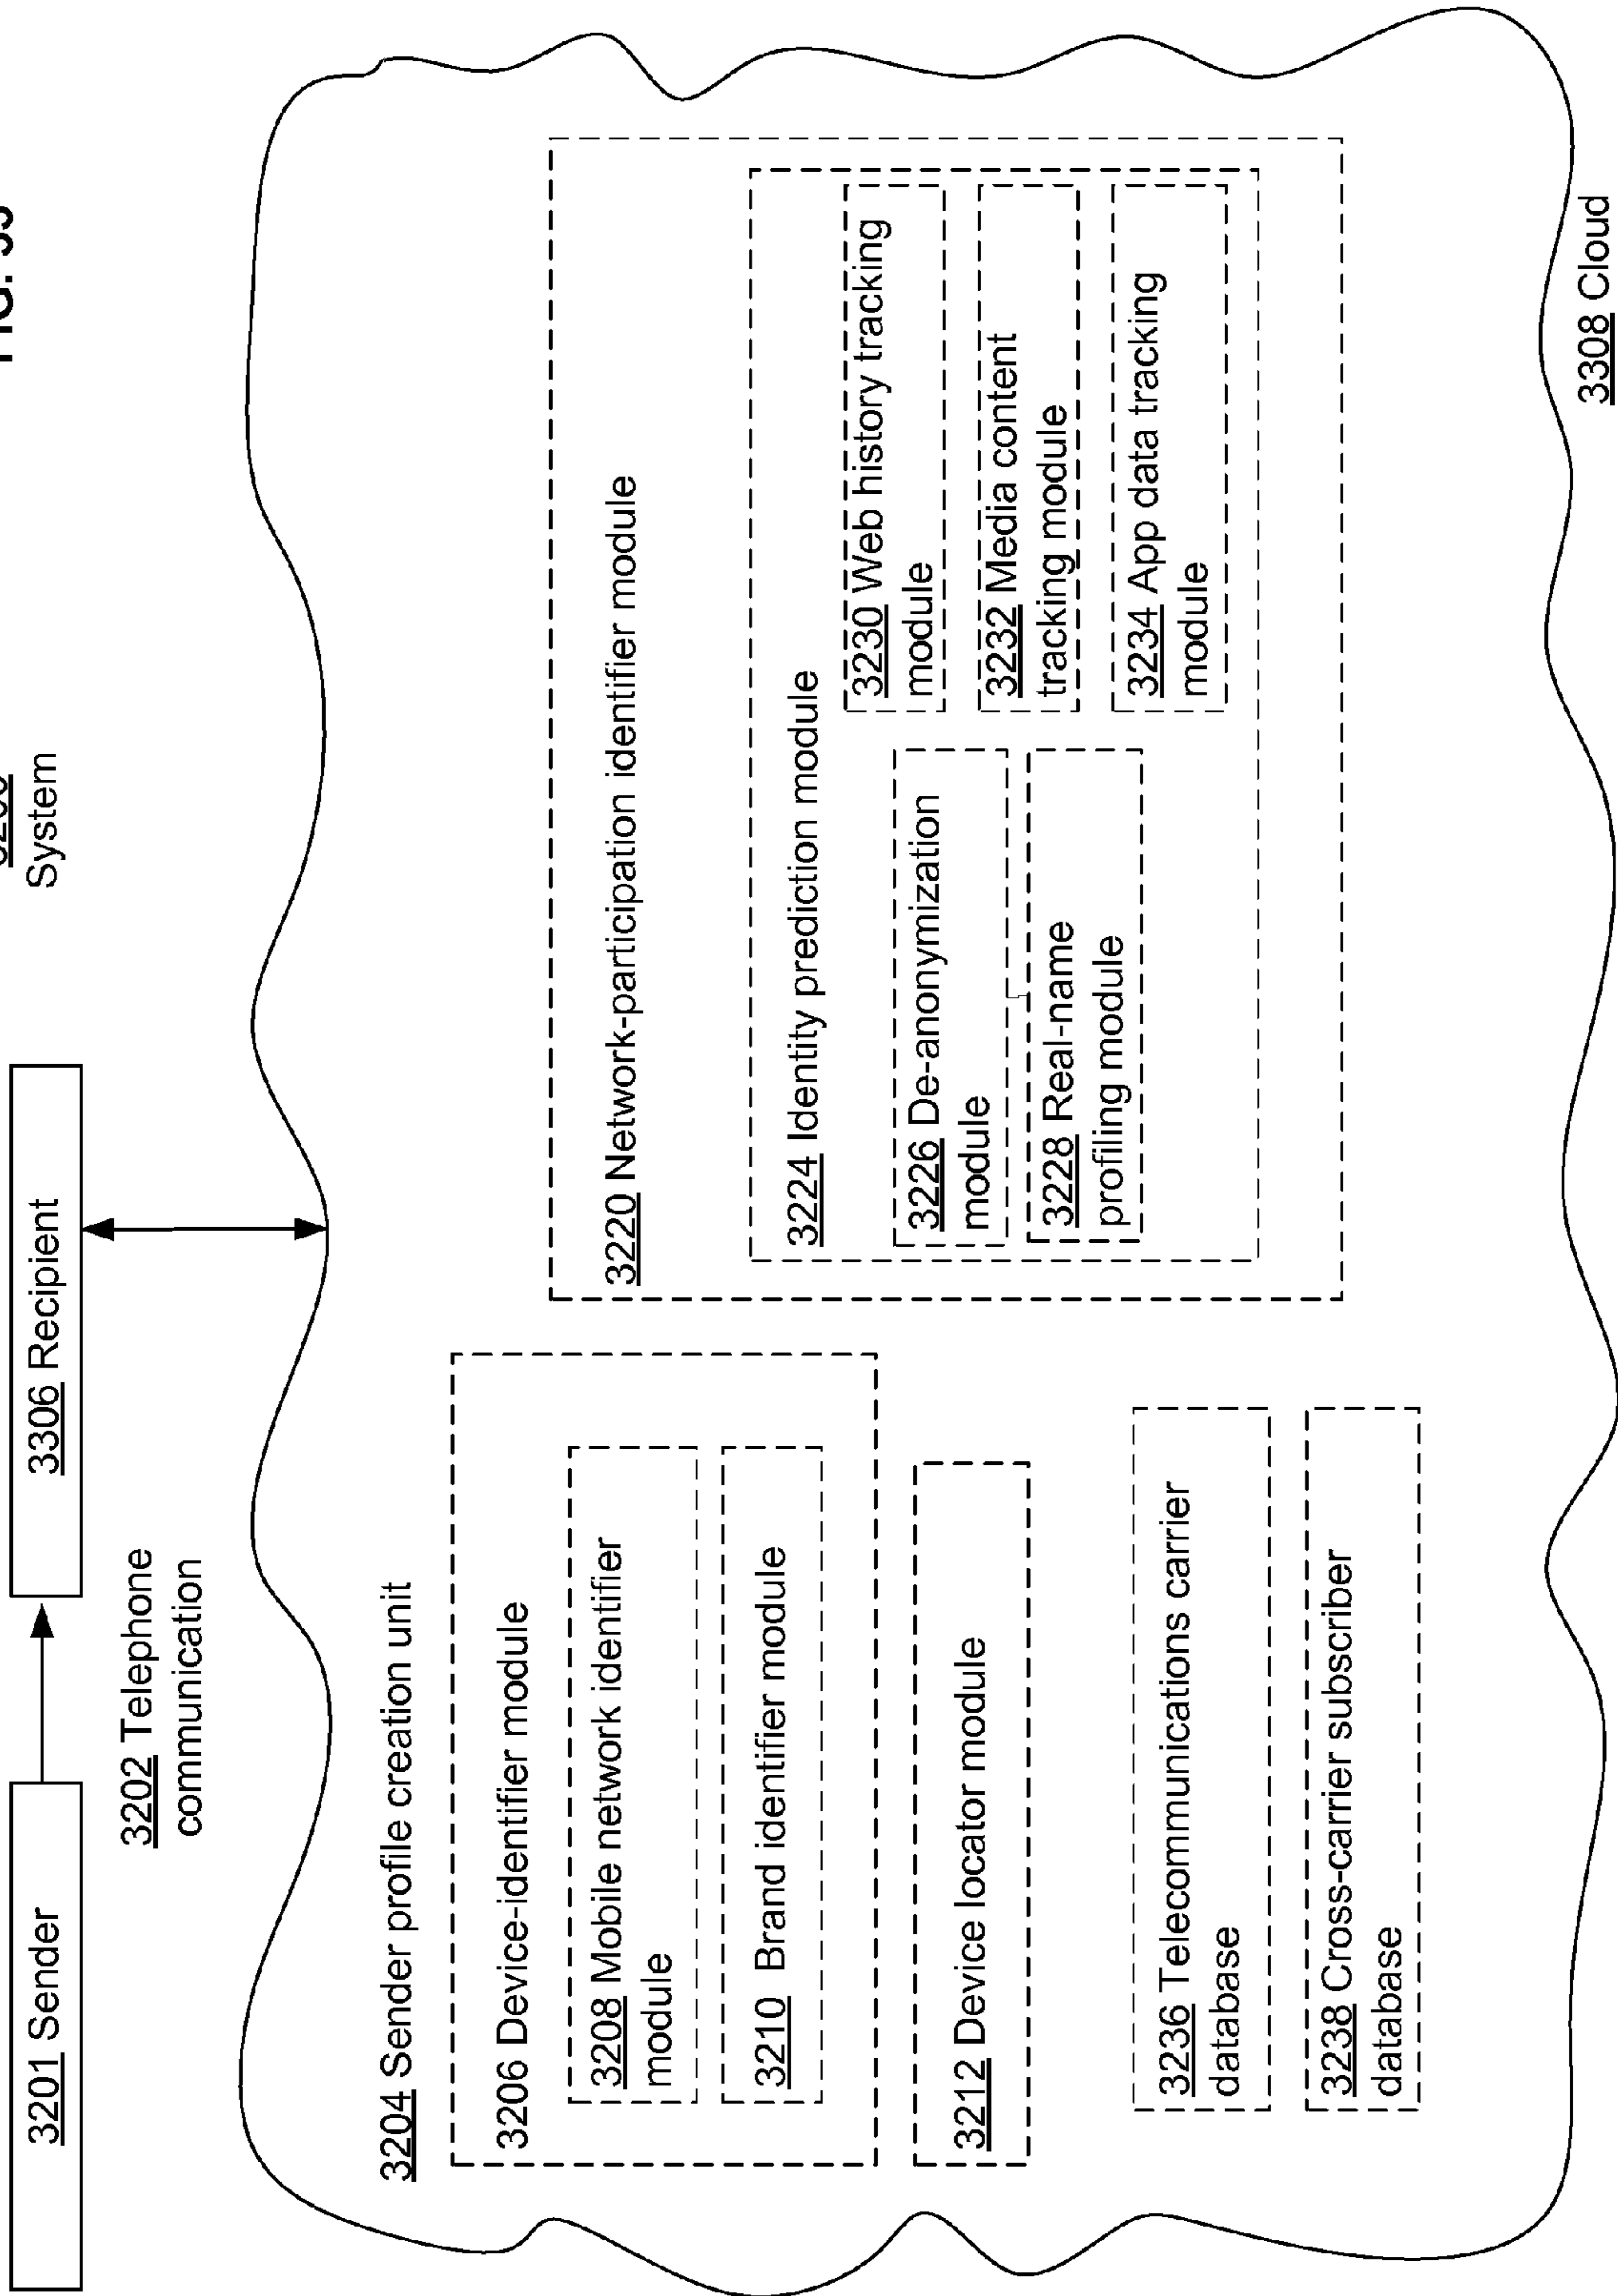 System
3201 Sender
3306 Recipient
3202 Telephone
communication
3204 Sender profile creation unit
3206 Device-identifier module
3208 Mobile network identifier
module
3210 Brand identifier module
3212 Device locator module
3236 Telecommunications carrier
database
3238 Cross-carrier subscriber
database
3220 Network-participation identifier module
3224 Identity prediction module
3226 De-anonymization
module
3228 Real-name
profiling module
3230 Web history tracking
module
3232 Media content
tracking module
3234 App data tracking
module
3308 Cloud